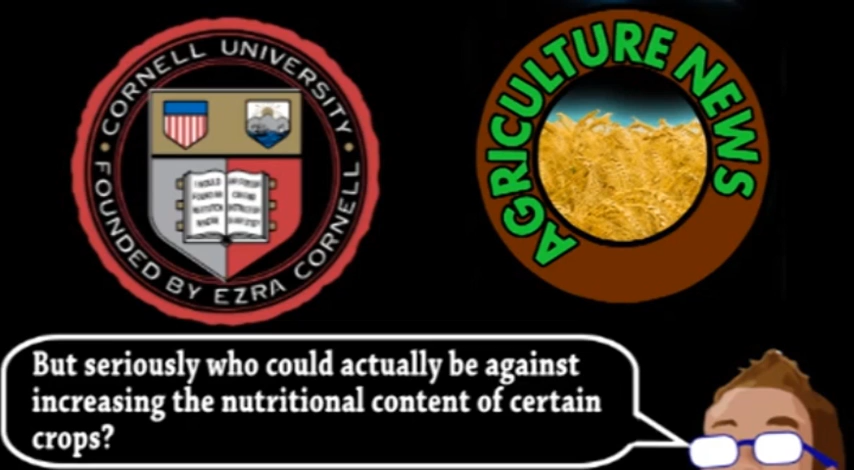 CORNELL UNIVERSITY
FOUNDED BY EZRA CORNELL
AGRICULTURE NEWS
But seriously who could actually be against
increasing the nutritional content of certain
crops?